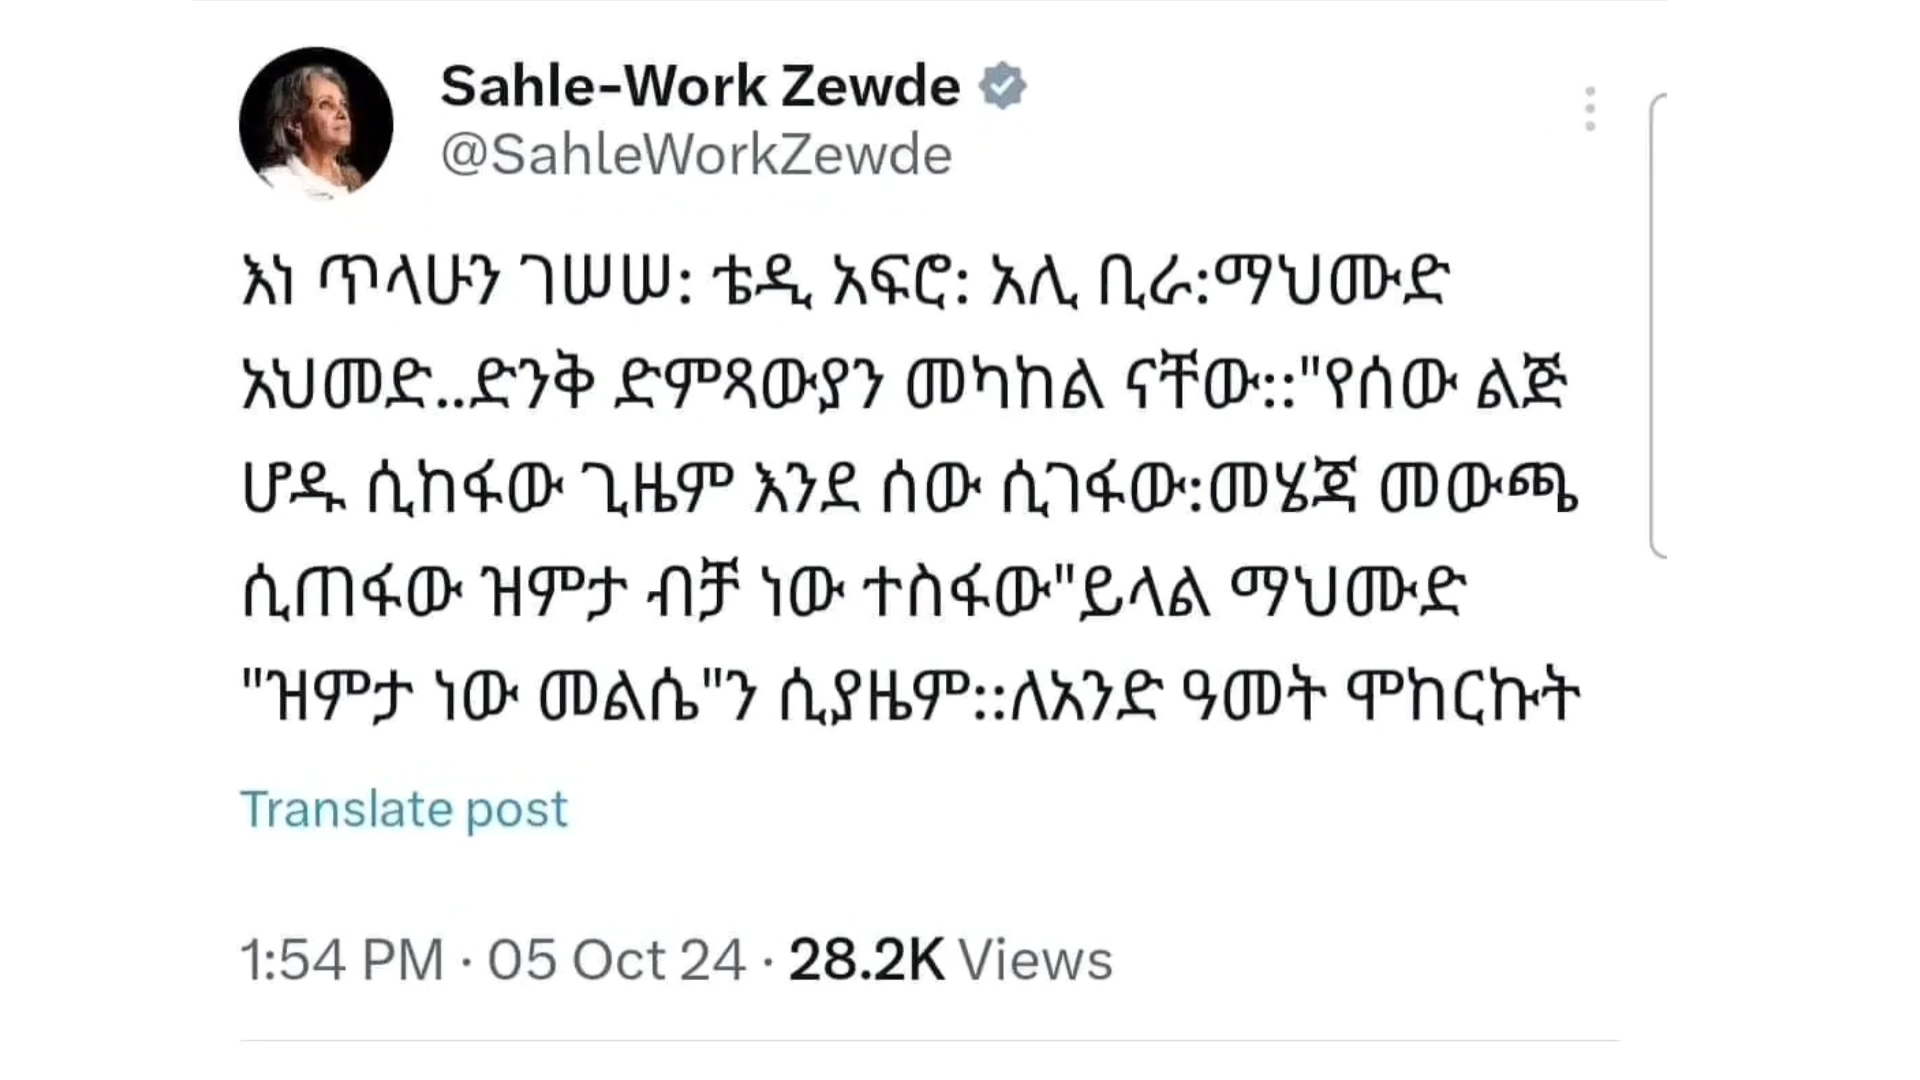 Sahle-Work Zewde
@SahleWorkZewde
እነ ጥላሁን ገሠሠ: ቴዲ አፍሮ: አሊ ቢራ:ማህሙድ
አህመድ..ድንቅ ድምጻውያን መካከል ናቸው::"የሰው ልጅ
ሆዱ ሲከፋው ጊዜም እንደ ሰው ሲገፋው:መሄጃ መውጫ
ሲጠፋው ዝምታ ብቻ ነው ተስፋው"ይላል ማህሙድ
"ዝምታ ነው መልሴ"ን ሲያዜም::ለአንድ ዓመት ሞከርኩት
Translate post
1:54 PM · 05 Oct 24 · 28.2K Views